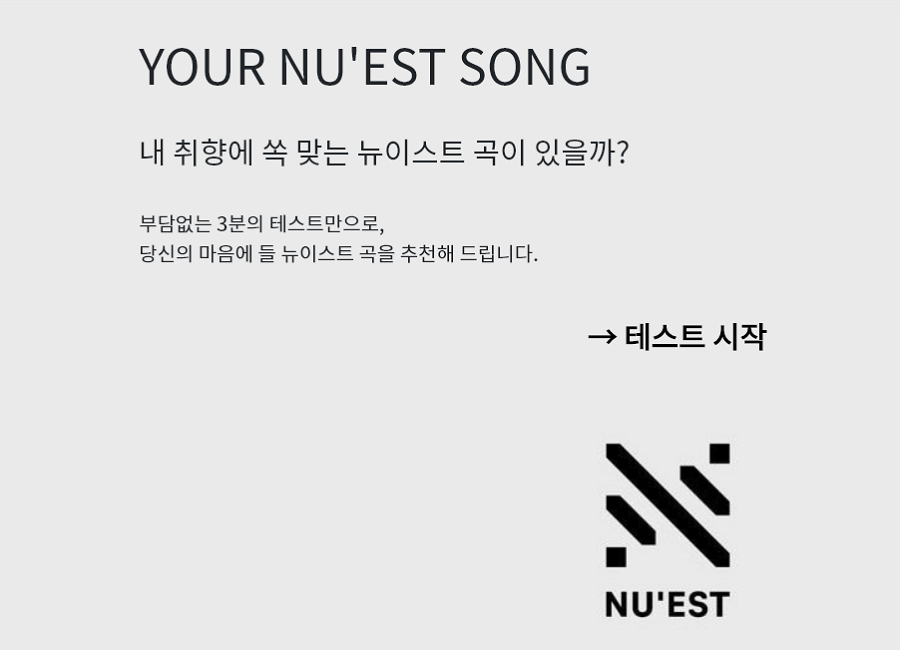 YOUR NU'EST SONG
내 취향에 쏙 맞는 뉴이스트 곡이 있을까?
부담없는 3분의 테스트만으로,
당신의 마음에 들 뉴이스트 곡을 추천해 드립니다.
→ 테스트 시작
NU'EST